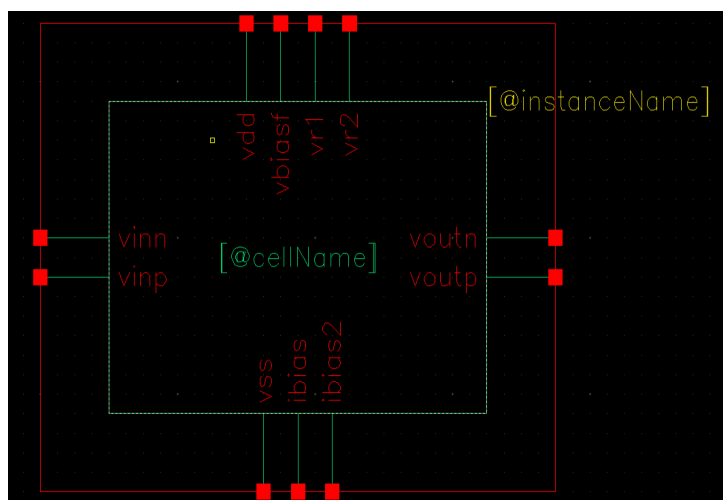 [@instanceName]
vdd
vbiasf
vr1
vr2
vinn
vinp
[@cellName]
voutn
voutp
vss
ibias
ibias2